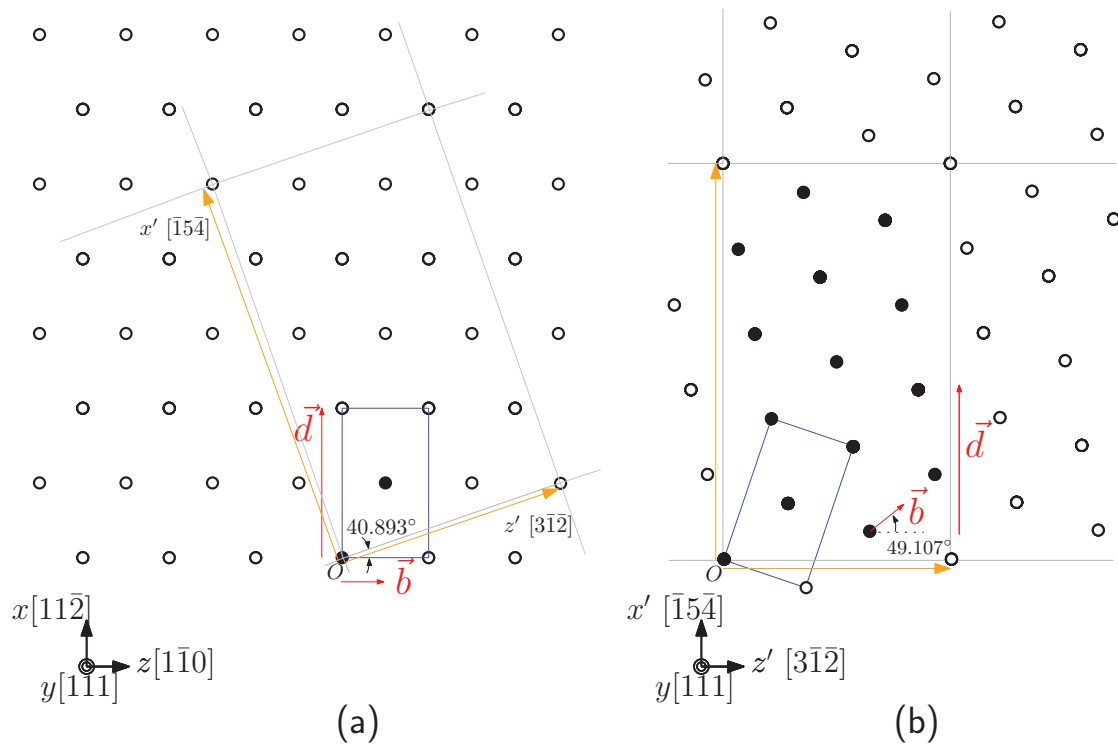 x′ [1̄54̄]
d⃗
40.893°
z′ [31̄2̄]
O
b⃗
x[112̄]
z[11̄0]
y[111]
(a)
d⃗
b⃗
49.107°
O
x′ [1̄54̄]
z′ [31̄2̄]
y[111]
(b)